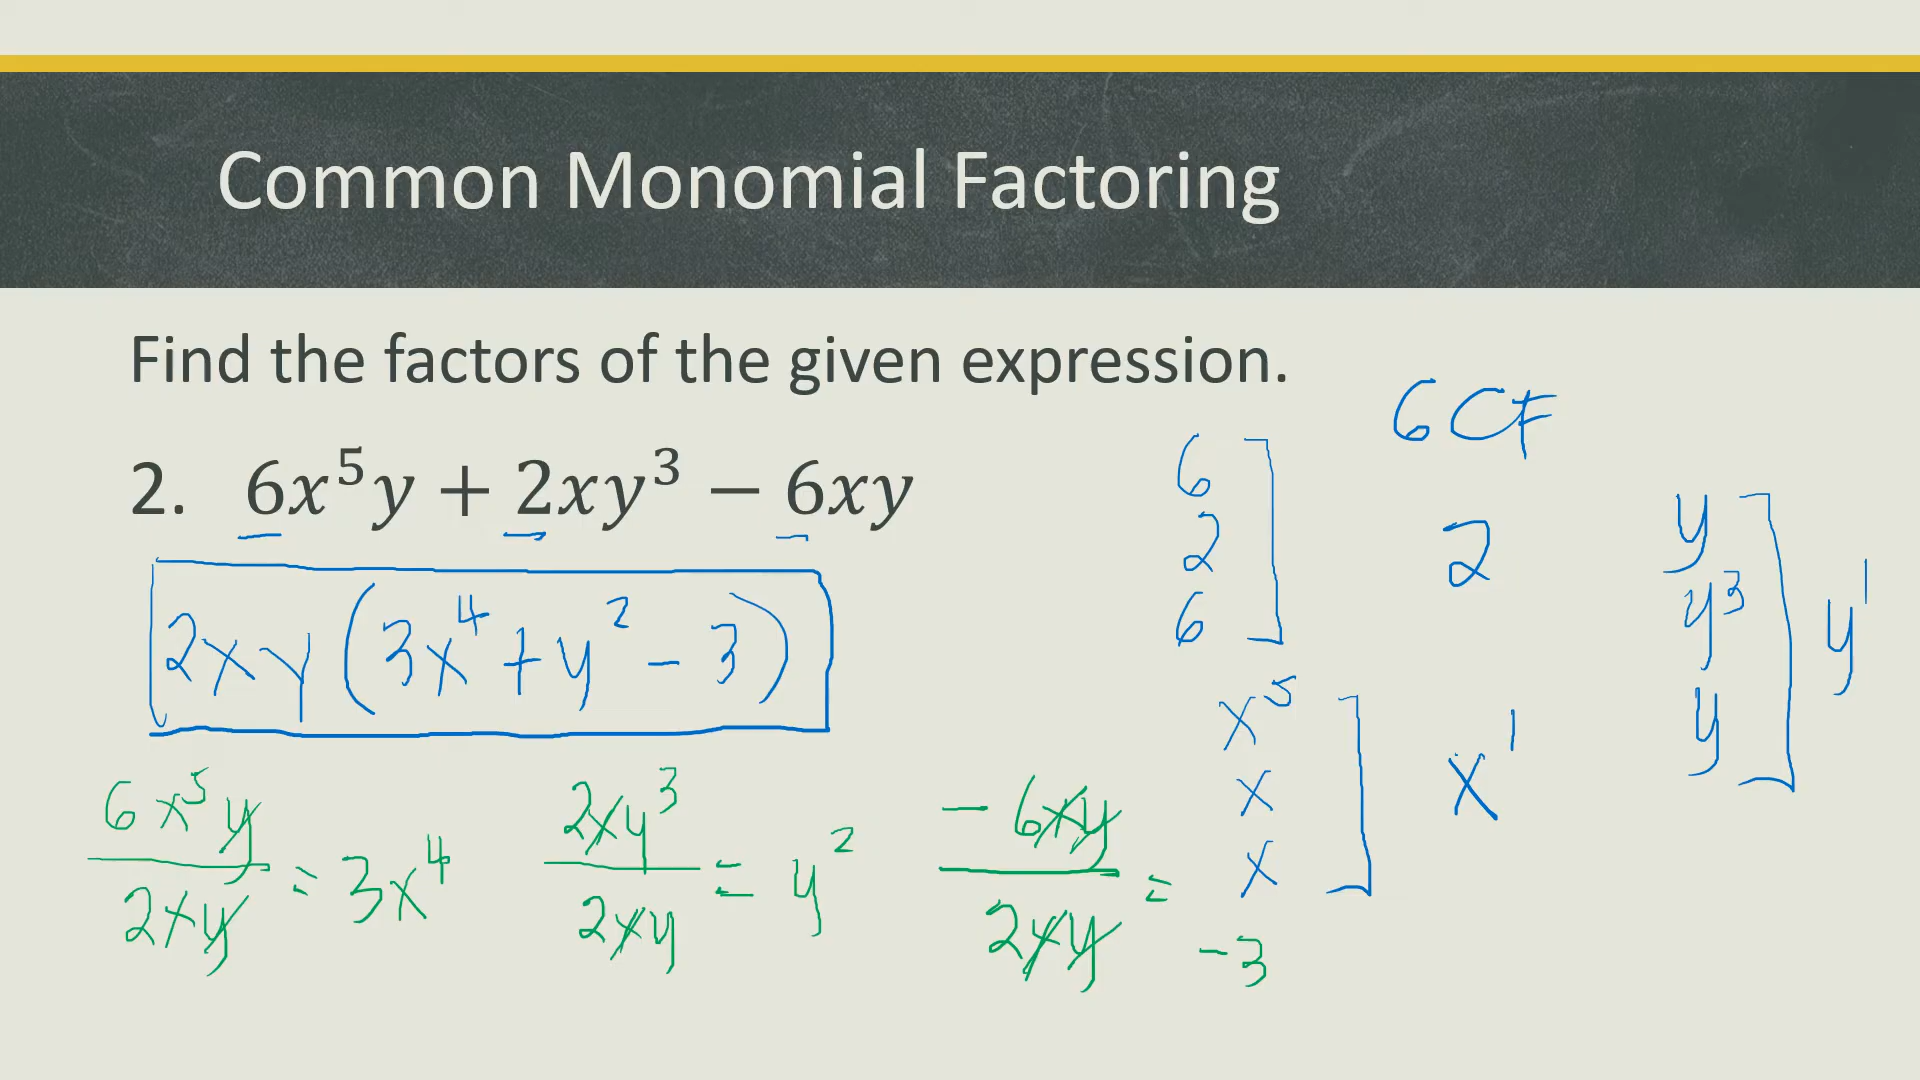 Common Monomial Factoring
Find the factors of the given expression.
2. 6x⁵y + 2xy³ − 6xy
2xy(3x⁴ + y² − 3)
GCF
6
2
6
2
x⁵
x
x
x¹
y
y³
y
y¹
6x⁵y / 2xy = 3x⁴
2xy³ / 2xy = y²
−6xy / 2xy = −3